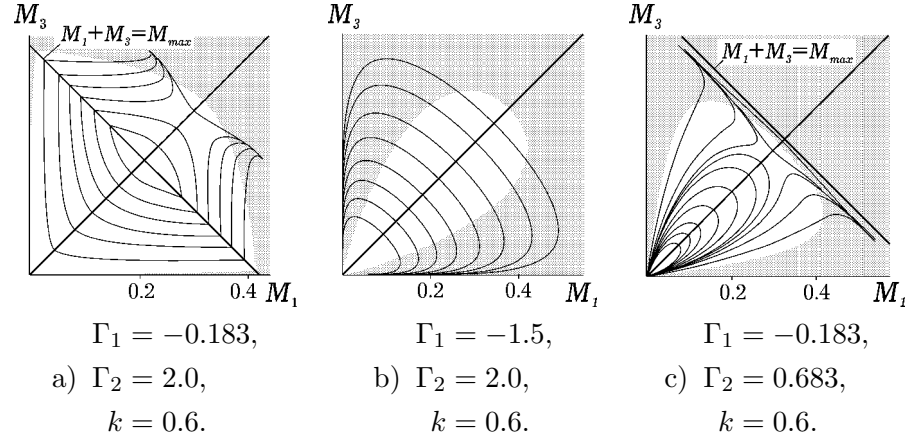 M₃
M₁+M₃=Mₘₐₓ
0.2
0.4
M₁
M₃
0.2
0.4
M₁
M₃
M₁+M₃=Mₘₐₓ
0.2
0.4
M₁
a) Γ₁ = −0.183,
Γ₂ = 2.0,
k = 0.6.
b) Γ₁ = −1.5,
Γ₂ = 2.0,
k = 0.6.
c) Γ₁ = −0.183,
Γ₂ = 0.683,
k = 0.6.